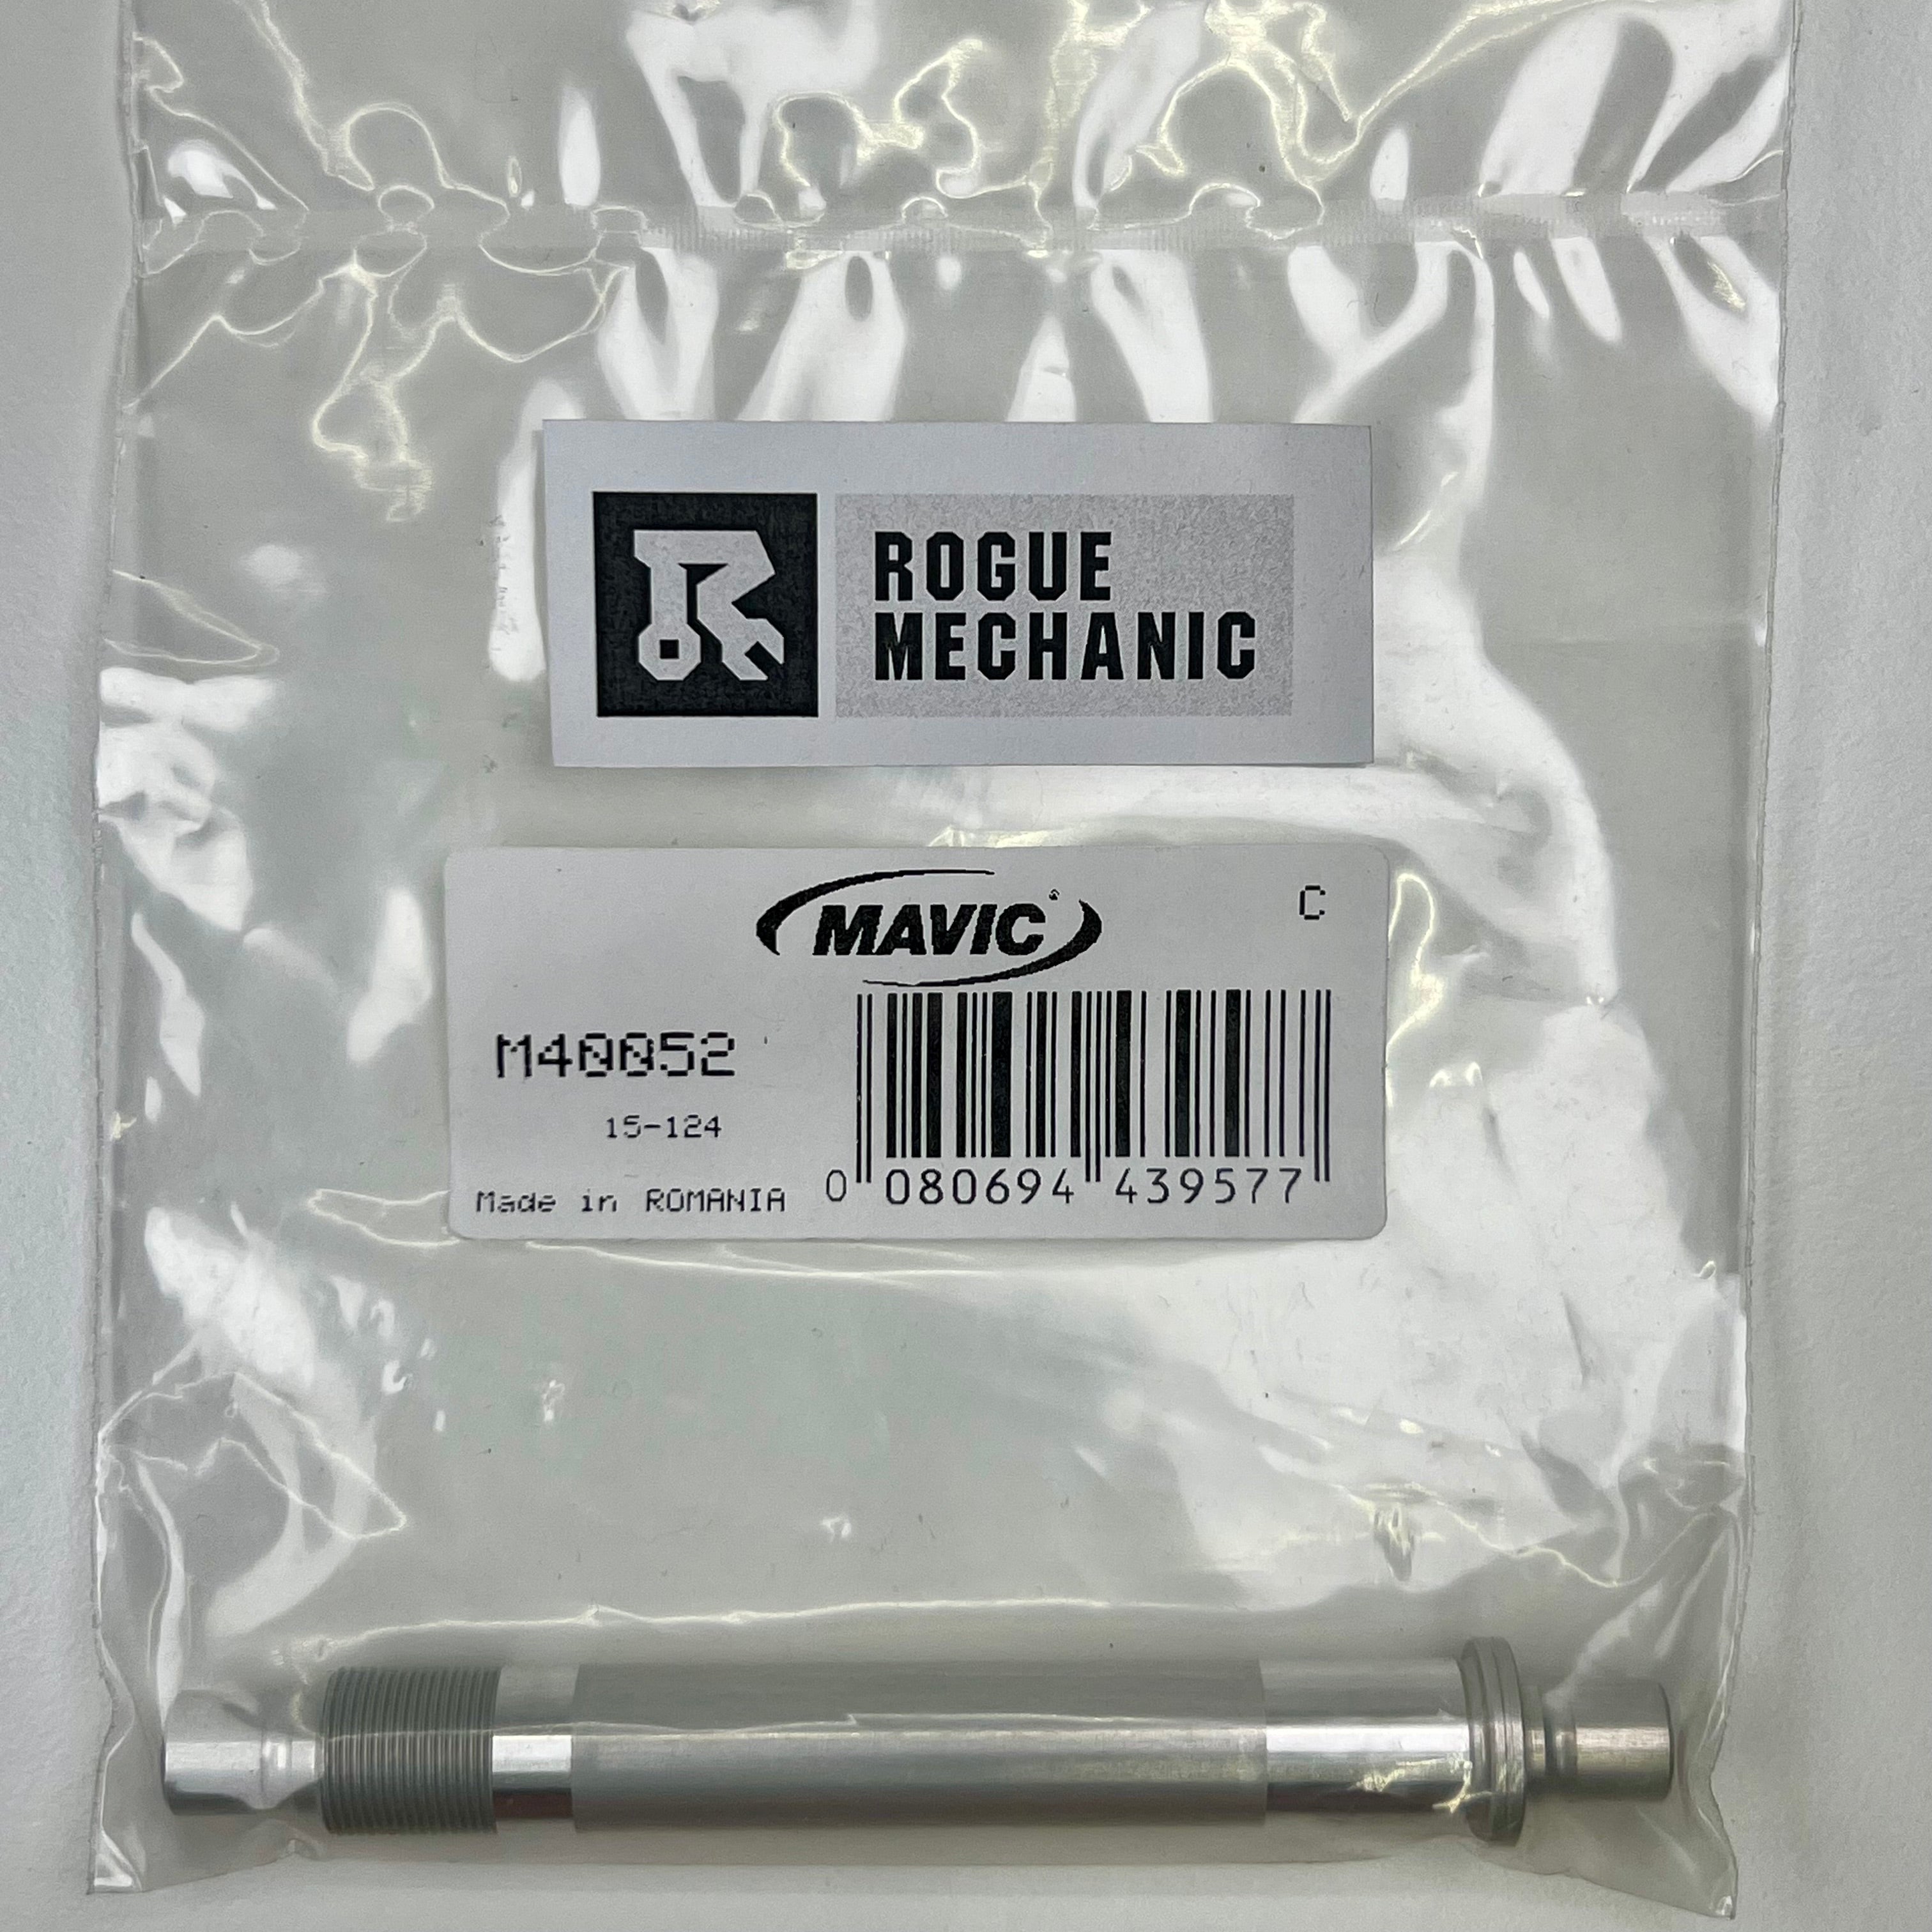 ROGUE
MECHANIC
MAVIC
C
M40052
15-124
Made in ROMANIA
0 080694 439577